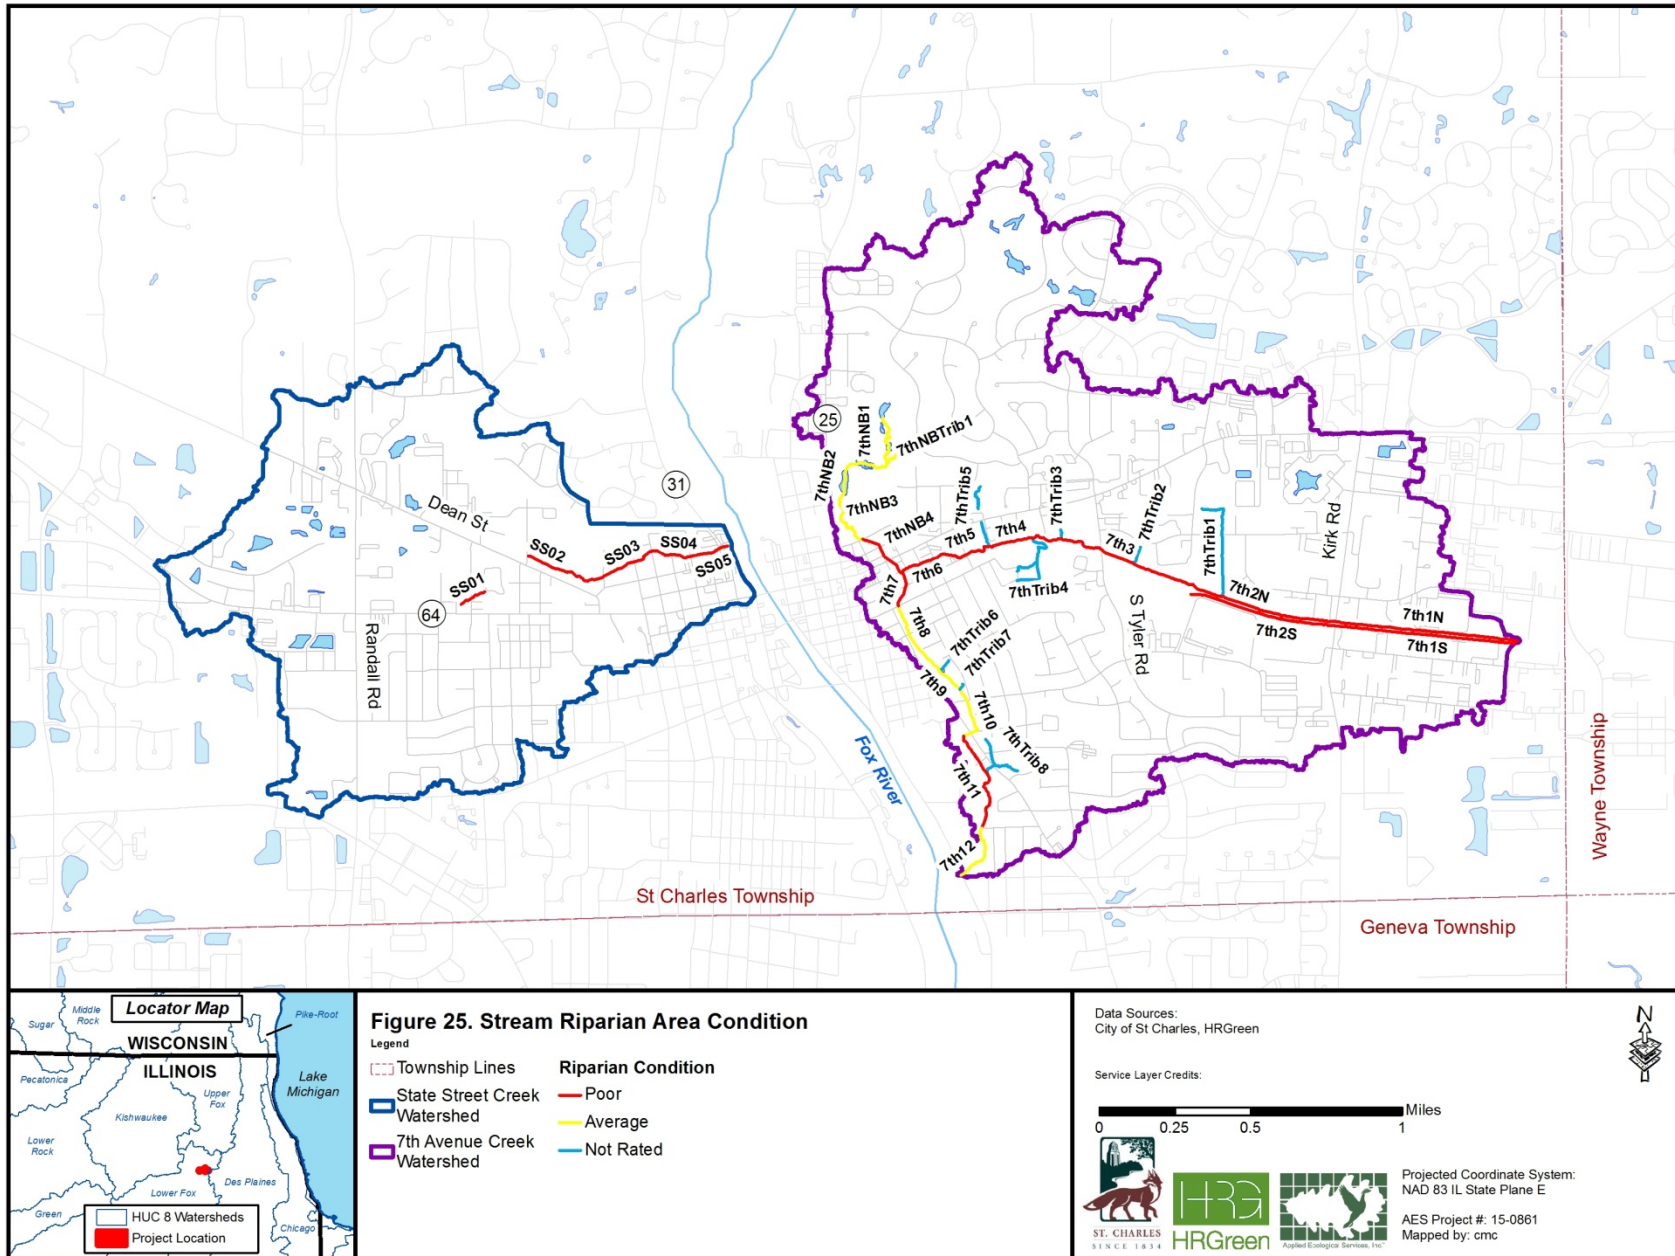 25
31
64
Dean St
Randall Rd
SS01
SS02
SS03
SS04
SS05
7thNB1
7thNBTrib1
7thNB2
7thNB3
7thNB4
7thTrib5
7thTrib3
7thTrib2
7thTrib1
7th5
7th4
7th3
7th6
7th7
7thTrib4
7th8
7thTrib6
7thTrib7
7th9
7th10
7thTrib8
7th11
7th12
7th2N
7th2S
7th1N
7th1S
Kirk Rd
S Tyler Rd
Fox River
St Charles Township
Geneva Township
Wayne Township
Locator Map
WISCONSIN
ILLINOIS
Sugar
Middle
Rock
Pike-Root
Pecatonica
Lake
Michigan
Upper
Fox
Kishwaukee
Lower
Rock
Des Plaines
Lower Fox
Green
Chicago
HUC 8 Watersheds
Project Location
Figure 25. Stream Riparian Area Condition
Legend
Township Lines
State Street Creek
Watershed
7th Avenue Creek
Watershed
Riparian Condition
Poor
Average
Not Rated
Data Sources:
City of St Charles, HRGreen
Service Layer Credits:
N
Miles
0 0.25 0.5 1
ST. CHARLES
SINCE 1834
HRG
HRGreen
Applied Ecological Services, Inc.
Projected Coordinate System:
NAD 83 IL State Plane E
AES Project #: 15-0861
Mapped by: cmc